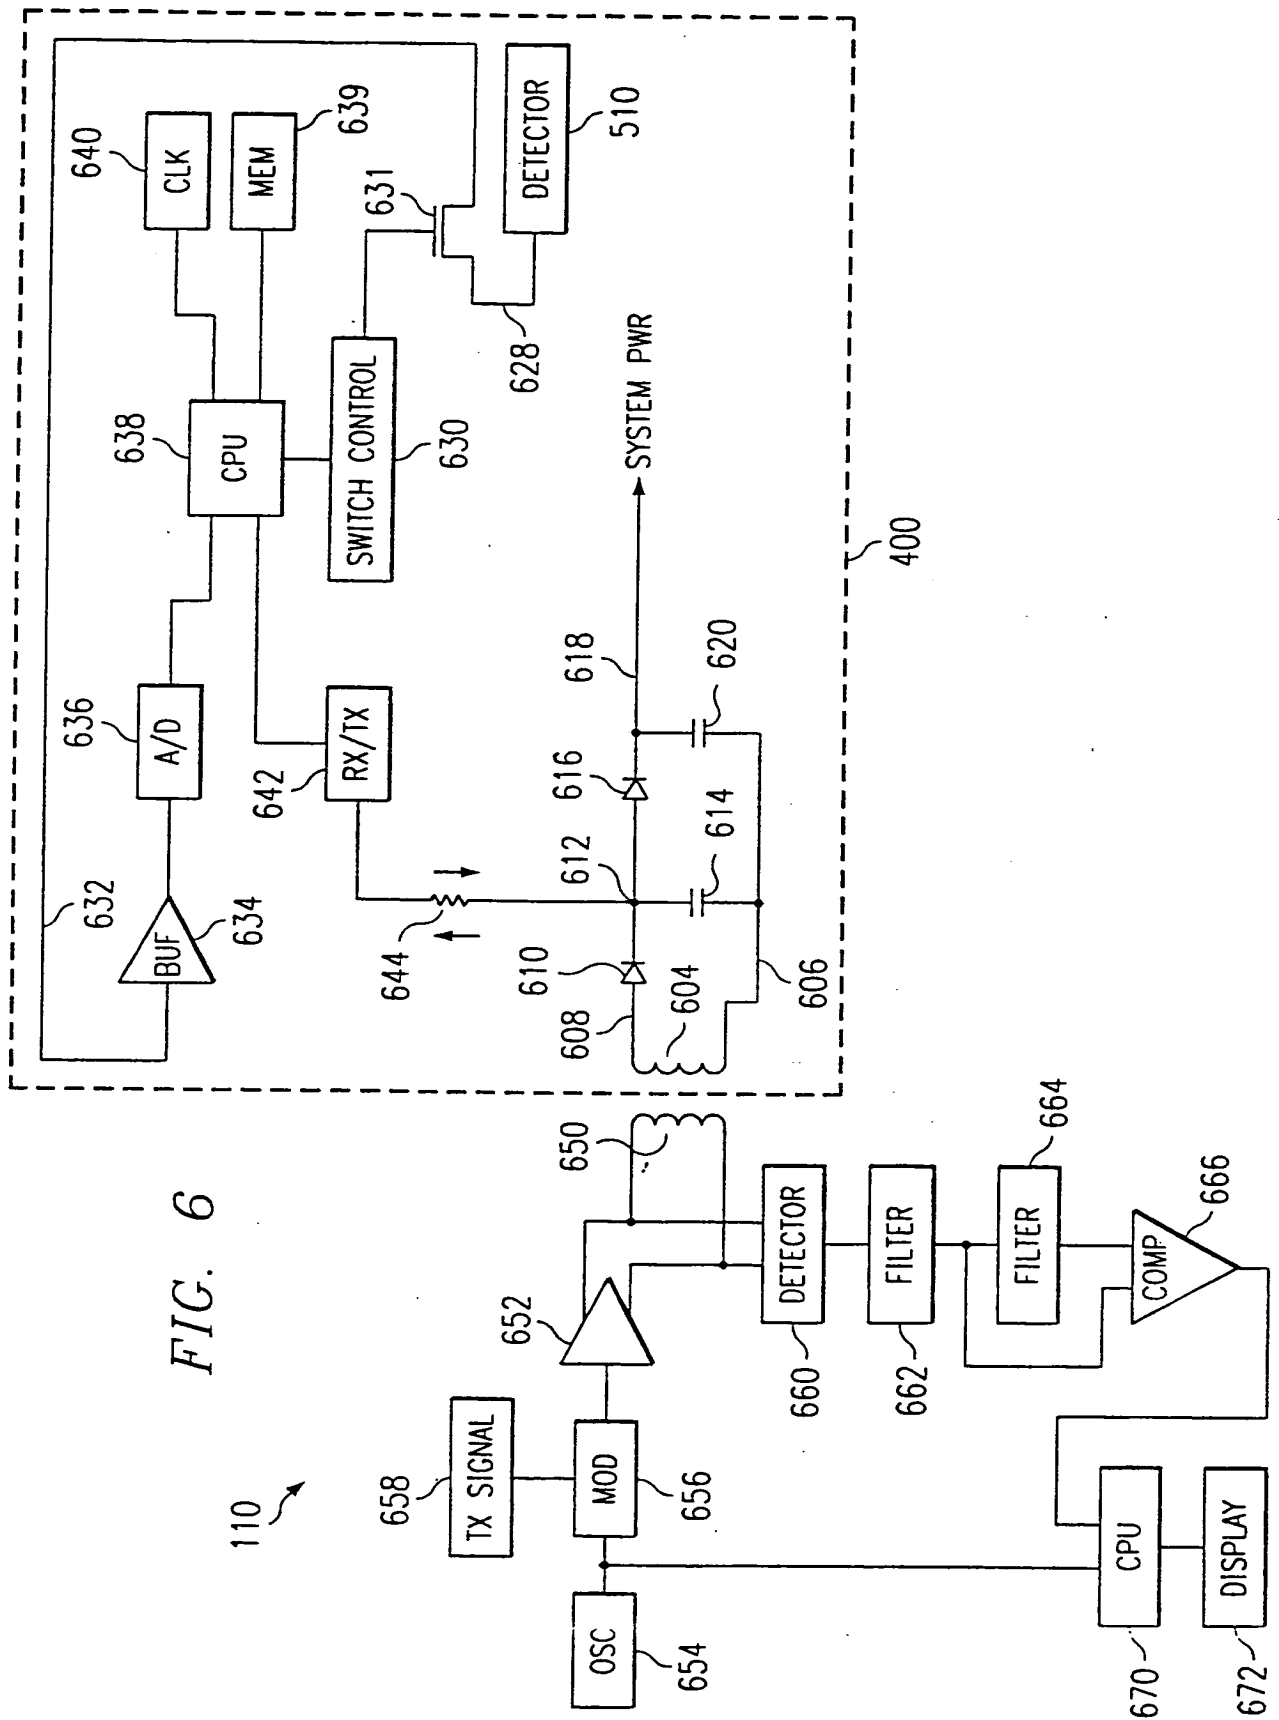 FIG. 6
110
400
632
BUF
634
636
A/D
638
CPU
640
CLK
MEM
639
642
RX/TX
SWITCH CONTROL
630
631
628
DETECTOR
510
644
612
610
608
604
606
614
616
618
620
SYSTEM PWR
650
652
658
TX SIGNAL
MOD
656
OSC
654
DETECTOR
660
FILTER
662
664
FILTER
COMP
666
CPU
670
DISPLAY
672